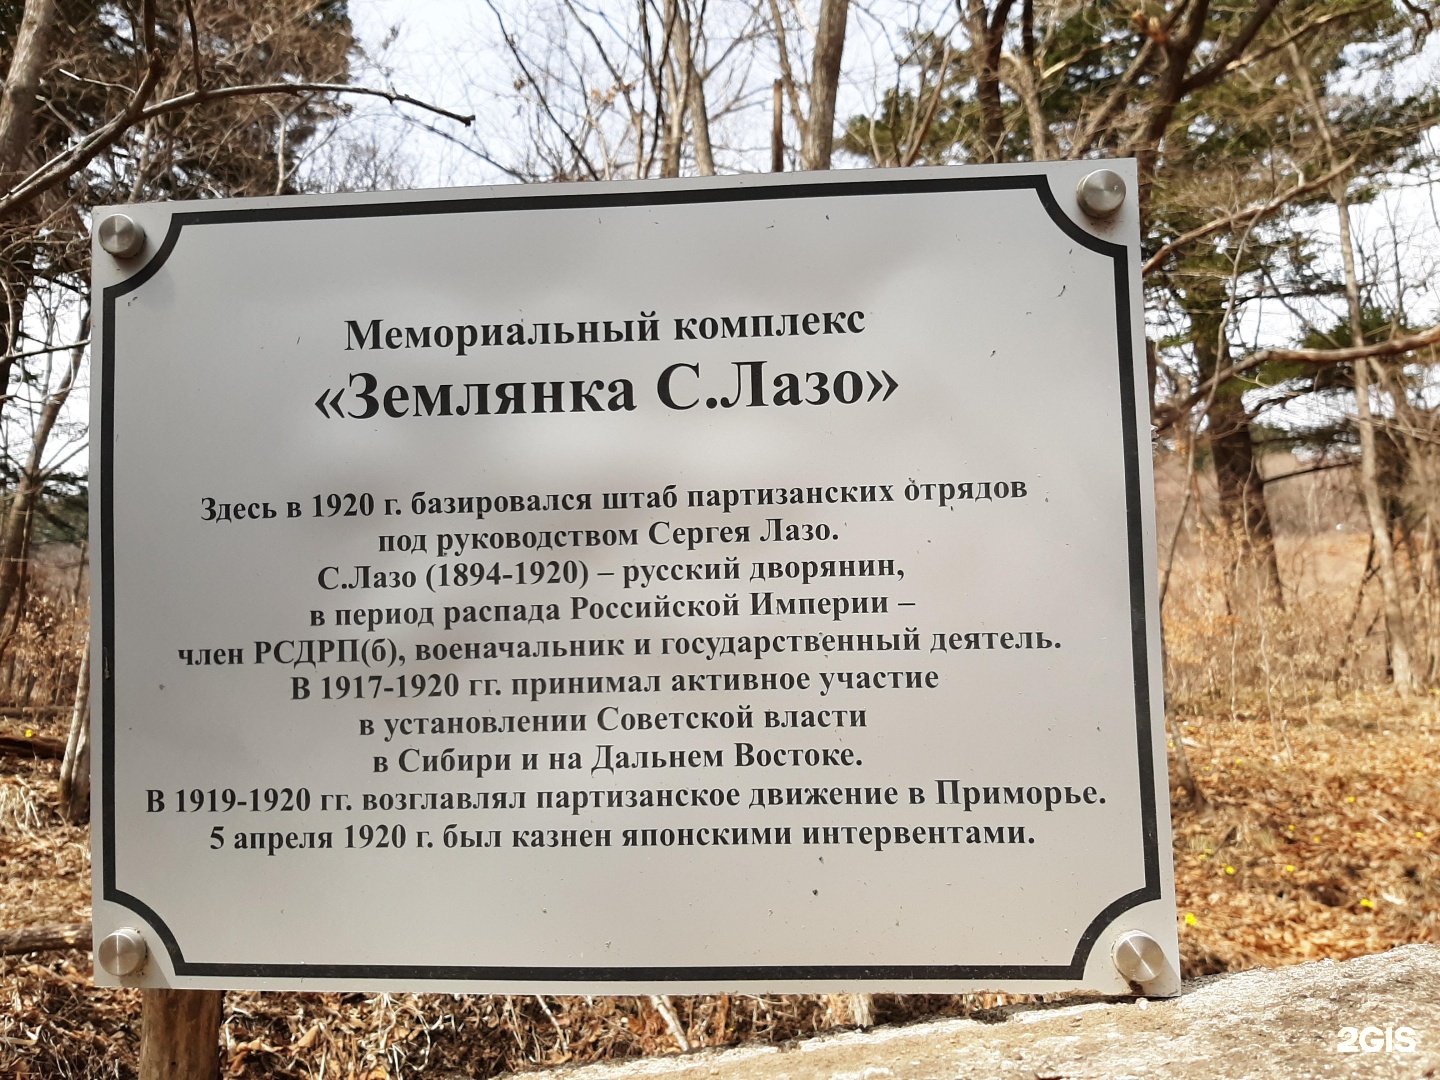 Мемориальный комплекс
«Землянка С.Лазо»
Здесь в 1920 г. базировался штаб партизанских отрядов
под руководством Сергея Лазо.
С.Лазо (1894-1920) – русский дворянин,
в период распада Российской Империи –
член РСДРП(б), военачальник и государственный деятель.
В 1917-1920 гг. принимал активное участие
в установлении Советской власти
в Сибири и на Дальнем Востоке.
В 1919-1920 гг. возглавлял партизанское движение в Приморье.
5 апреля 1920 г. был казнен японскими интервентами.
2GIS